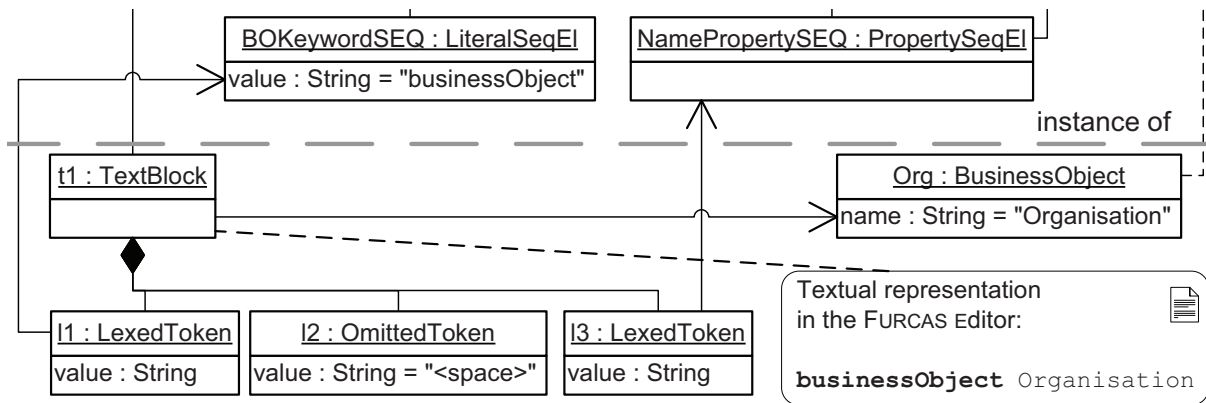 BOKeywordSEQ : LiteralSeqEl
value : String = "businessObject"
NamePropertySEQ : PropertySeqEl
instance of
t1 : TextBlock
Org : BusinessObject
name : String = "Organisation"
l1 : LexedToken
value : String
l2 : OmittedToken
value : String = "<space>"
l3 : LexedToken
value : String
Textual representation
in the FURCAS EDITOR:
businessObject Organisation